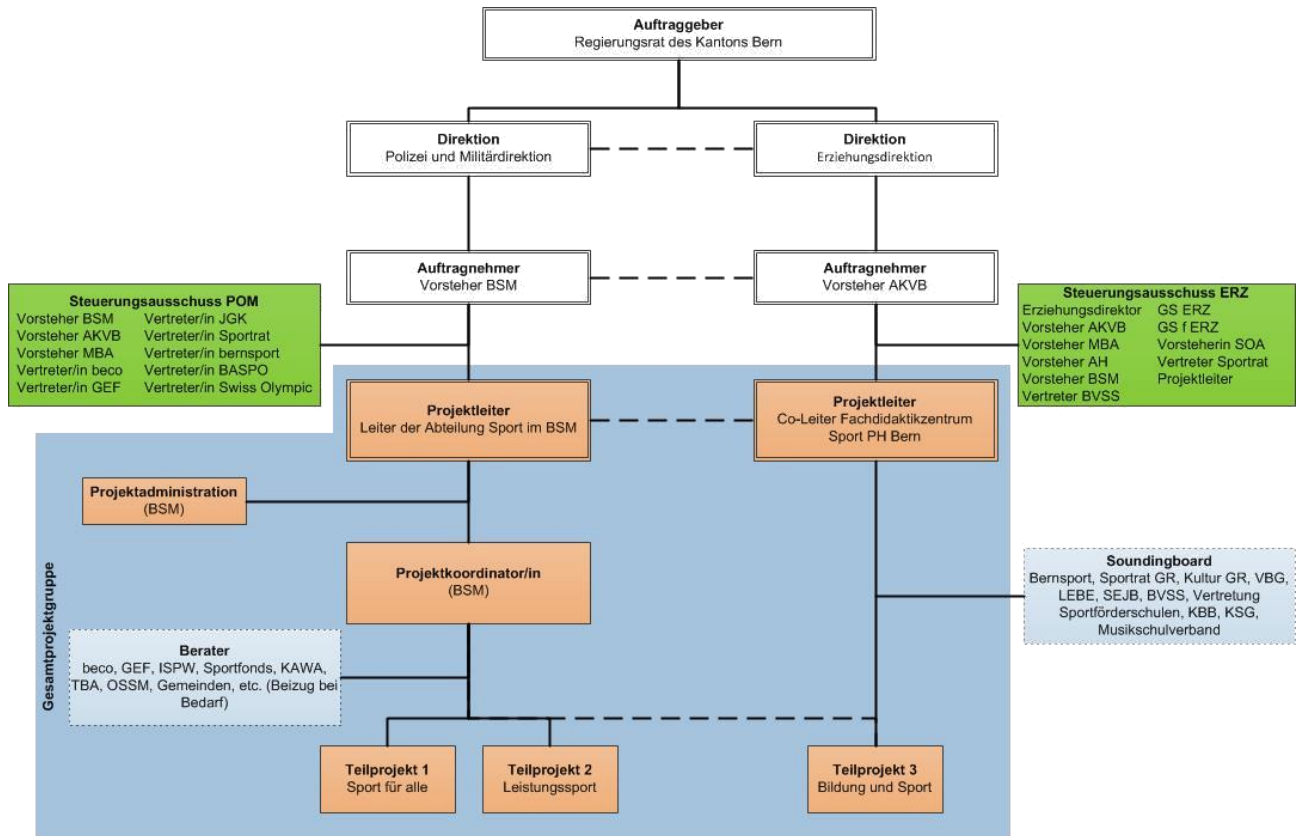 Auftraggeber
Regierungsrat des Kantons Bern
Direktion
Polizei und Militärdirektion
Direktion
Erziehungsdirektion
Auftragnehmer
Vorsteher BSM
Auftragnehmer
Vorsteher AKVB
Steuerungsausschuss POM
Vorsteher BSM Vertreter/in JGK
Vorsteher AKVB Vertreter/in Sportrat
Vorsteher MBA Vertreter/in bernsport
Vertreter/in beco Vertreter/in BASPO
Vertreter/in GEF Vertreter/in Swiss Olympic
Steuerungsausschuss ERZ
Erziehungsdirektor GS ERZ
Vorsteher AKVB GS f ERZ
Vorsteher MBA Vorsteherin SOA
Vorsteher AH Vertreter Sportrat
Vorsteher BSM Projektleiter
Vertreter BVSS
Projektleiter
Leiter der Abteilung Sport im BSM
Projektleiter
Co-Leiter Fachdidaktikzentrum
Sport PH Bern
Projektadministration
(BSM)
Projektkoordinator/in
(BSM)
Soundingboard
Bernsport, Sportrat GR, Kultur GR, VBG,
LEBE, SEJB, BVSS, Vertretung
Sportförderschulen, KBB, KSG,
Musikschulverband
Gesamtprojektgruppe
Berater
beco, GEF, ISPW, Sportfonds, KAWA,
TBA, OSSM, Gemeinden, etc. (Beizug bei
Bedarf)
Teilprojekt 1
Sport für alle
Teilprojekt 2
Leistungssport
Teilprojekt 3
Bildung und Sport